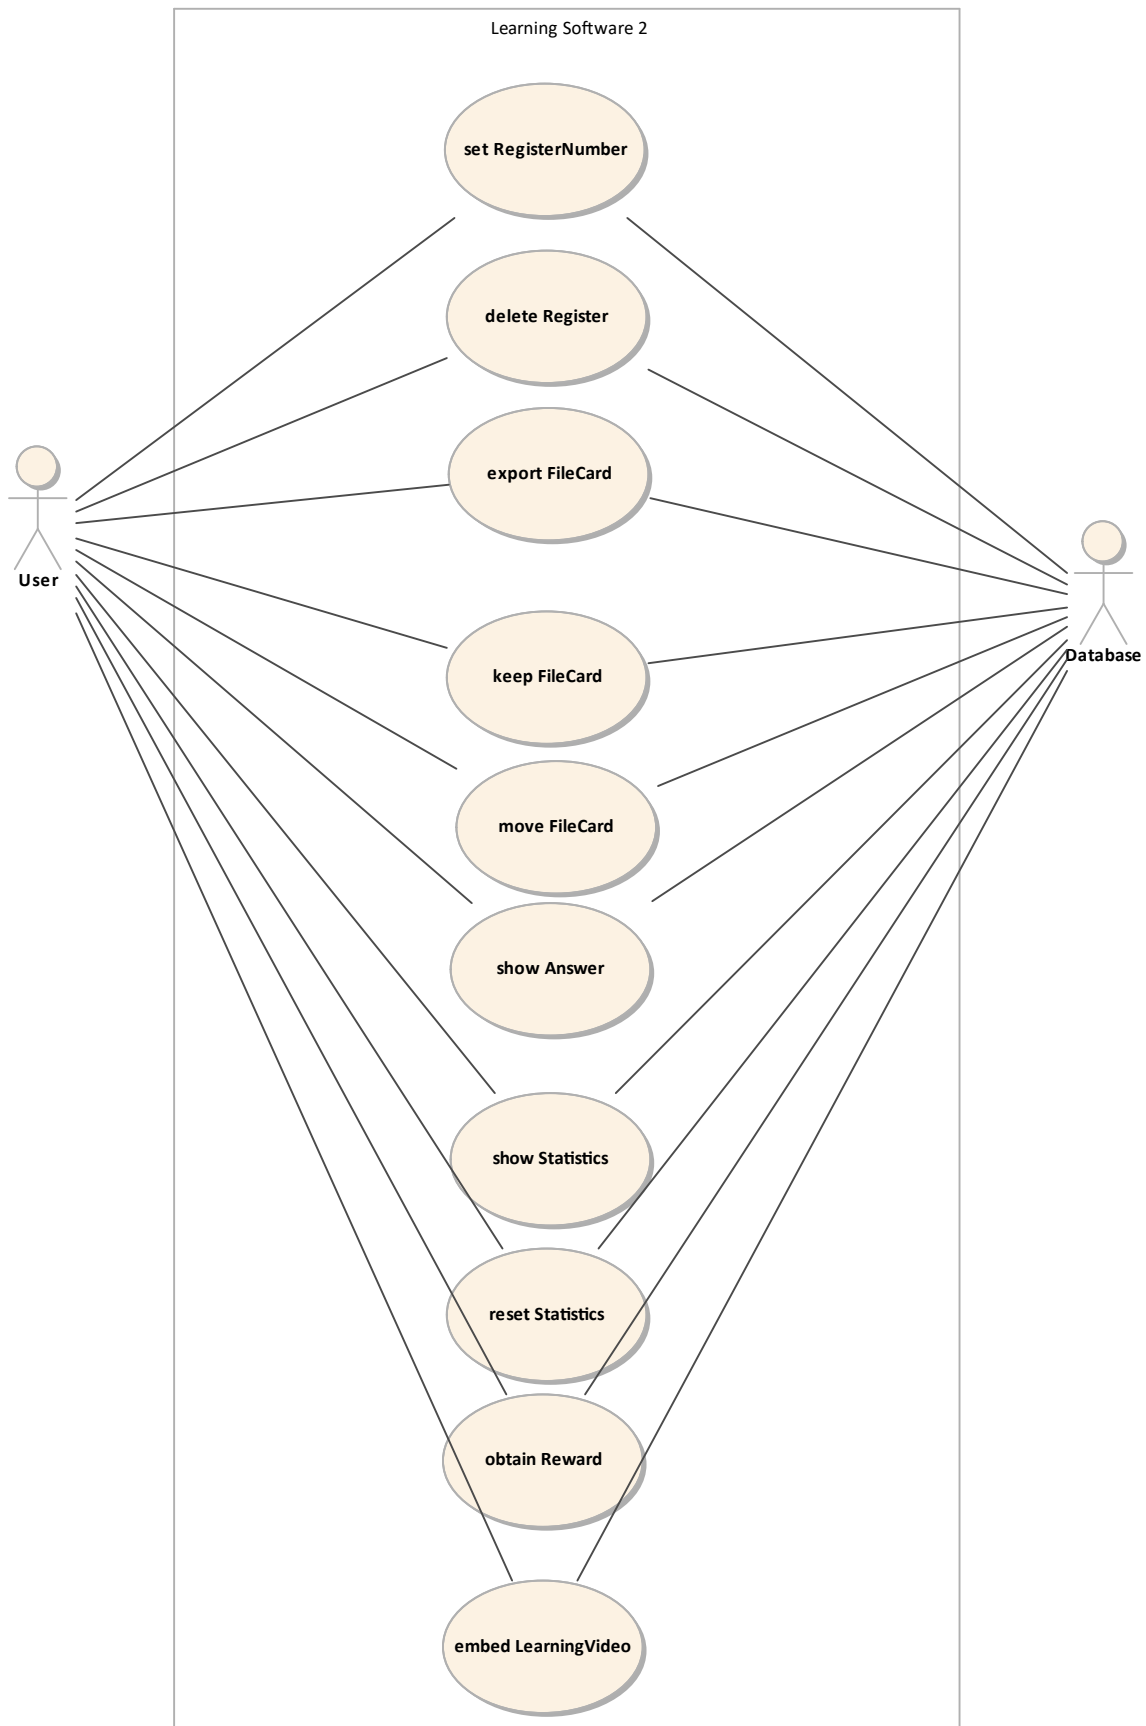 Learning Software 2
set RegisterNumber
delete Register
export FileCard
User
Database
keep FileCard
move FileCard
show Answer
show Statistics
reset Statistics
obtain Reward
embed LearningVideo